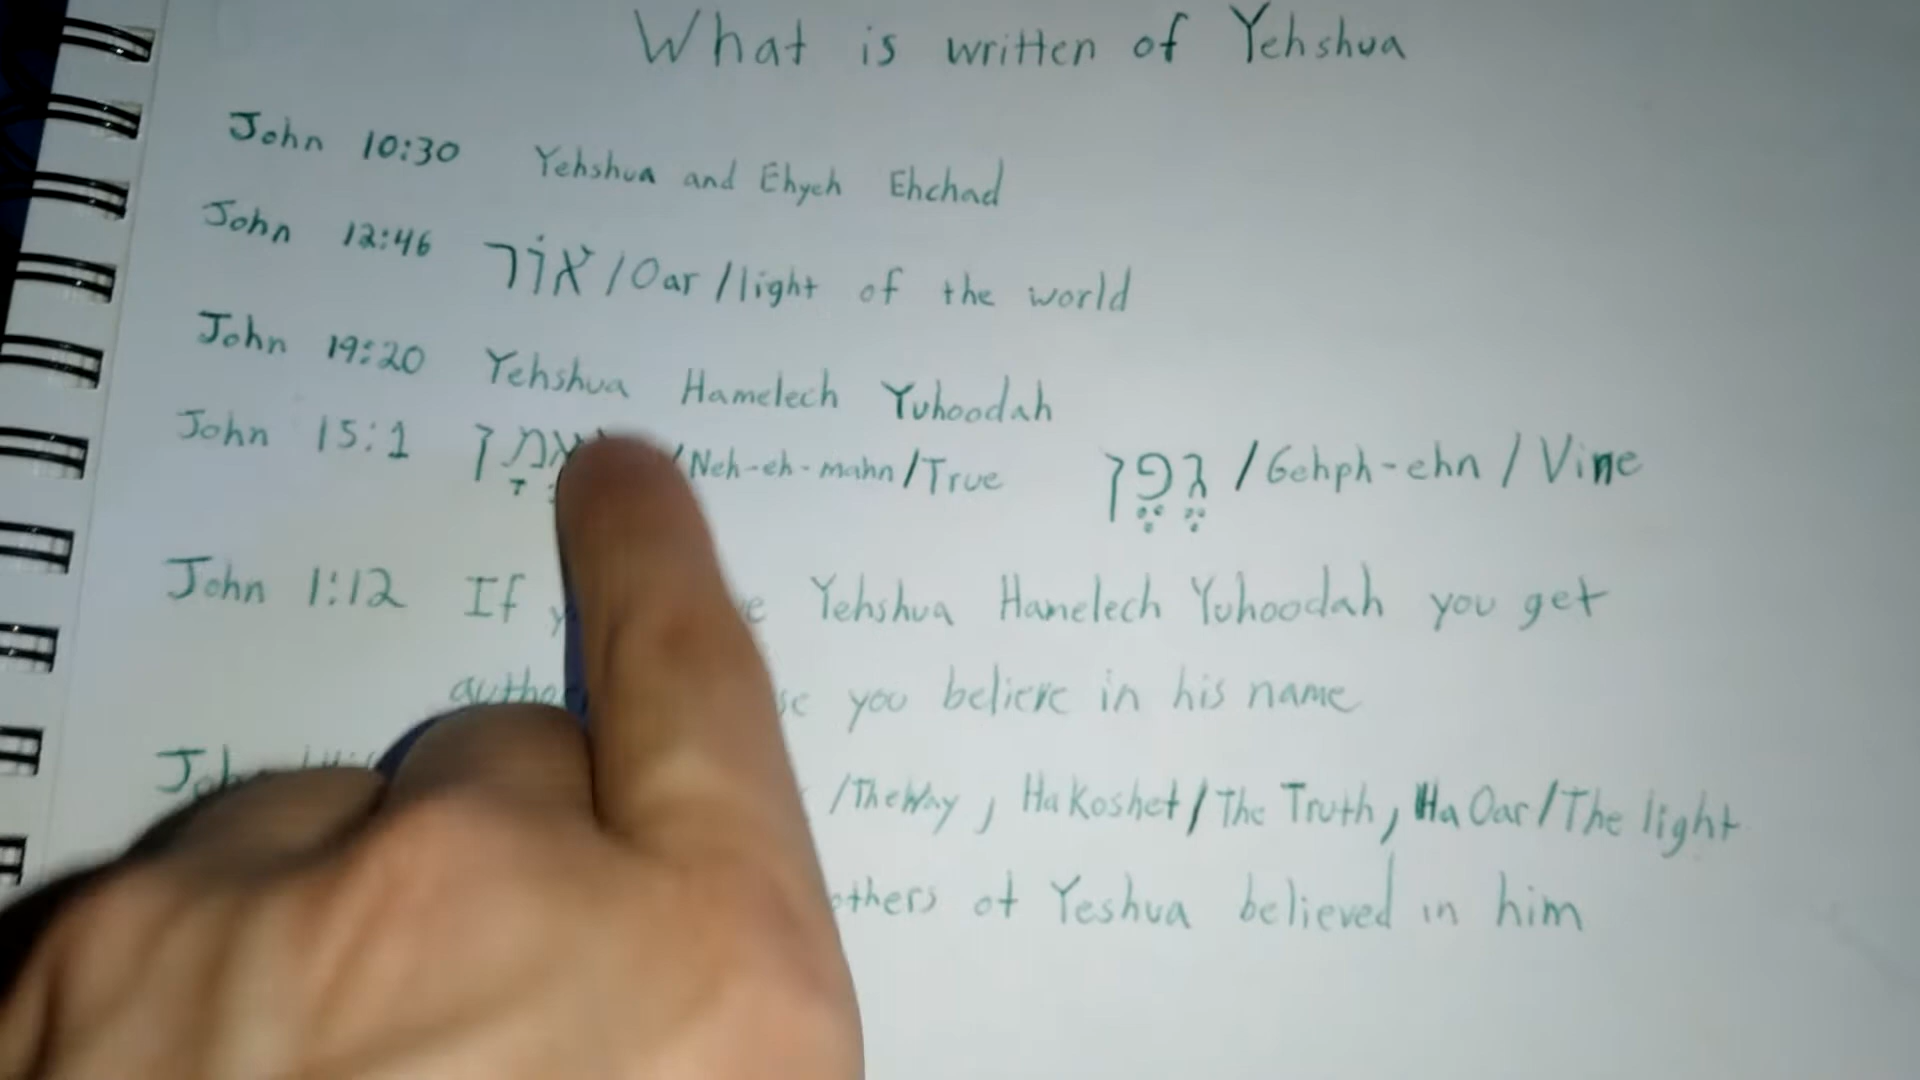 What is written of Yehshua
John 10:30 Yehshua and Ehyeh Ehchad
John 12:46 אוֹר/Oar/light of the world
John 19:20 Yehshua Hamelech Yuhoodah
John 15:1 /Neh-eh-mahn/True גֶּפֶן/Gehph-ehn/Vine
John 1:12 If Yehshua Hamelech Yuhoodah you get
you believe in his name
/The Way, Ha Koshet/The Truth, Ha Oar/The light
of Yeshua believed in him